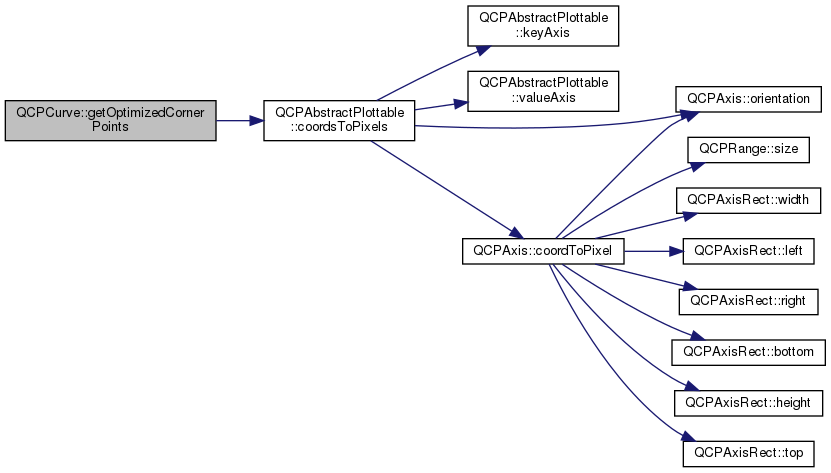 QCPCurve::getOptimizedCorner
Points
QCPAbstractPlottable
::coordsToPixels
QCPAbstractPlottable
::keyAxis
QCPAbstractPlottable
::valueAxis
QCPAxis::coordToPixel
QCPAxis::orientation
QCPRange::size
QCPAxisRect::width
QCPAxisRect::left
QCPAxisRect::right
QCPAxisRect::bottom
QCPAxisRect::height
QCPAxisRect::top